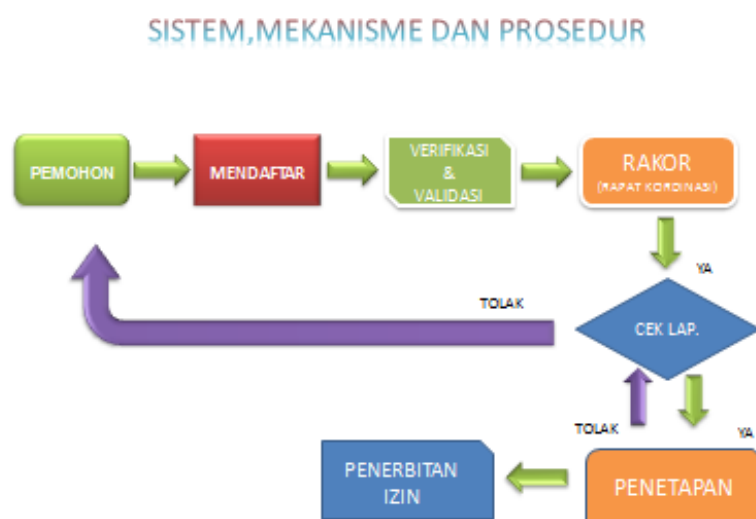 SISTEM,MEKANISME DAN PROSEDUR
PEMOHON
MENDAFTAR
VERIFIKASI
&
VALIDASI
RAKOR
(RAPAT KORDINASI)
YA
TOLAK
CEK LAP.
TOLAK
YA
PENERBITAN
IZIN
PENETAPAN